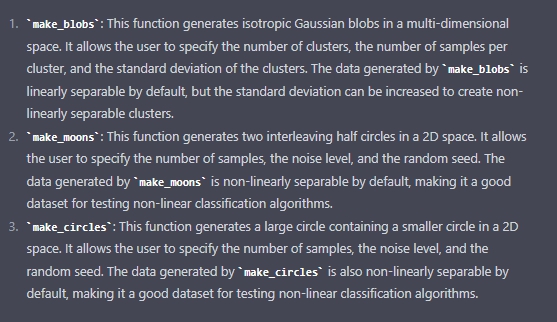 1. `make_blobs`: This function generates isotropic Gaussian blobs in a multi-dimensional
space. It allows the user to specify the number of clusters, the number of samples per
cluster, and the standard deviation of the clusters. The data generated by `make_blobs` is
linearly separable by default, but the standard deviation can be increased to create non-
linearly separable clusters.
2. `make_moons`: This function generates two interleaving half circles in a 2D space. It allows
the user to specify the number of samples, the noise level, and the random seed. The
data generated by `make_moons` is non-linearly separable by default, making it a good
dataset for testing non-linear classification algorithms.
3. `make_circles`: This function generates a large circle containing a smaller circle in a 2D
space. It allows the user to specify the number of samples, the noise level, and the
random seed. The data generated by `make_circles` is also non-linearly separable by
default, making it a good dataset for testing non-linear classification algorithms.